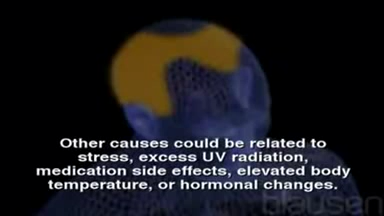 Other causes could be related to
stress, excess UV radiation,
medication side effects, elevated body
temperature, or hormonal changes.
blausen